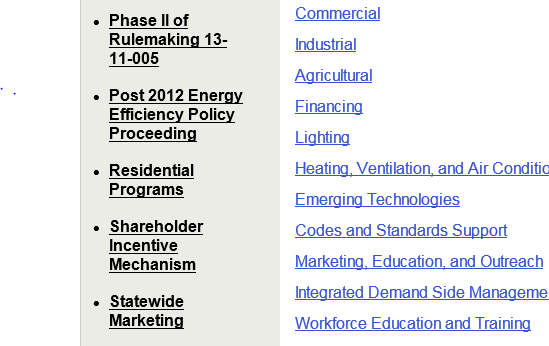 Phase II of
Rulemaking 13-
11-005
Post 2012 Energy
Efficiency Policy
Proceeding
Residential
Programs
Shareholder
Incentive
Mechanism
Statewide
Marketing
Commercial
Industrial
Agricultural
Financing
Lighting
Heating, Ventilation, and Air Conditio
Emerging Technologies
Codes and Standards Support
Marketing, Education, and Outreach
Integrated Demand Side Manageme
Workforce Education and Training